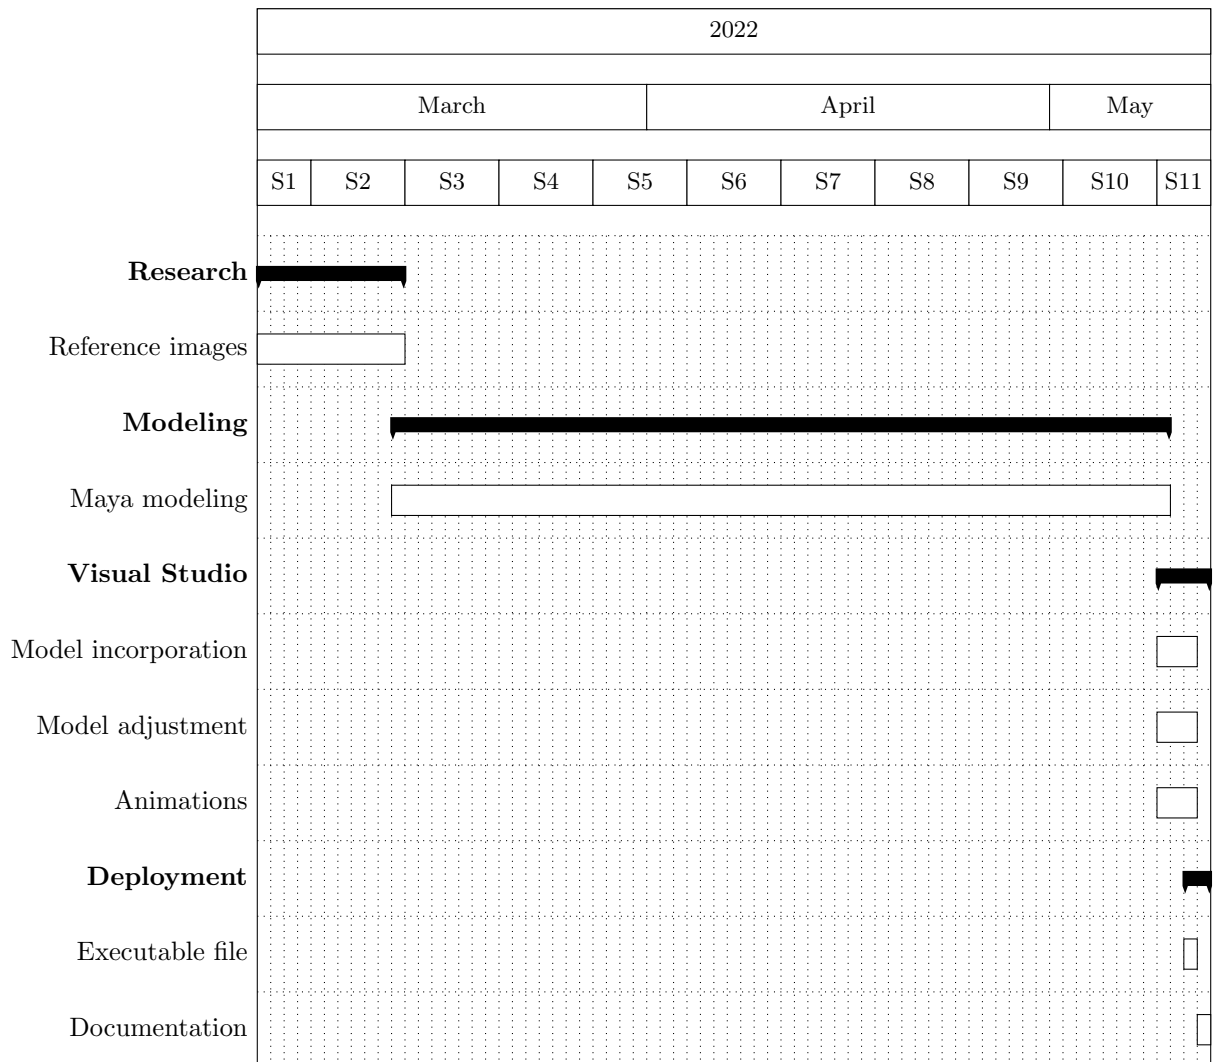 2022
March April May
S1 S2 S3 S4 S5 S6 S7 S8 S9 S10 S11
Research
Reference images
Modeling
Maya modeling
Visual Studio
Model incorporation
Model adjustment
Animations
Deployment
Executable file
Documentation